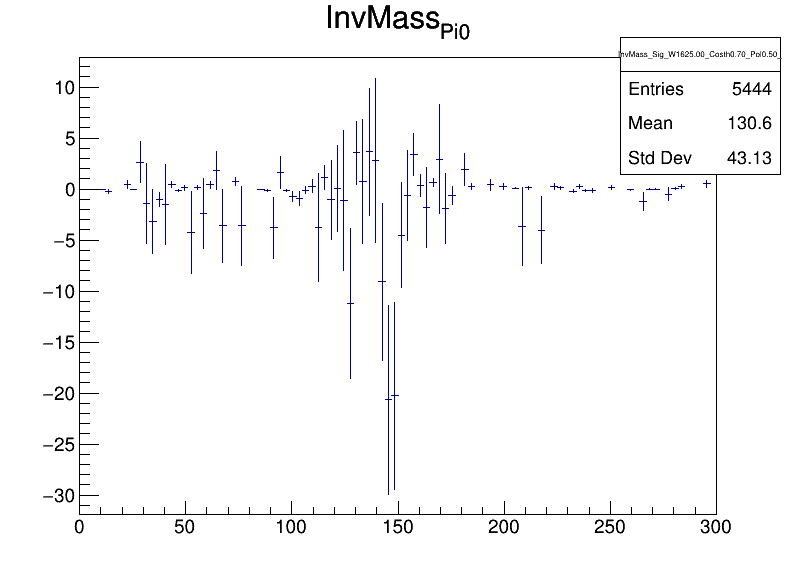 InvMass_Pi0
InvMass_Sig_W1625.00_Costh0.70_Pol0.50_
Entries 5444
Mean 130.6
Std Dev 43.13
10
5
0
−5
−10
−15
−20
−25
−30
0 50 100 150 200 250 300